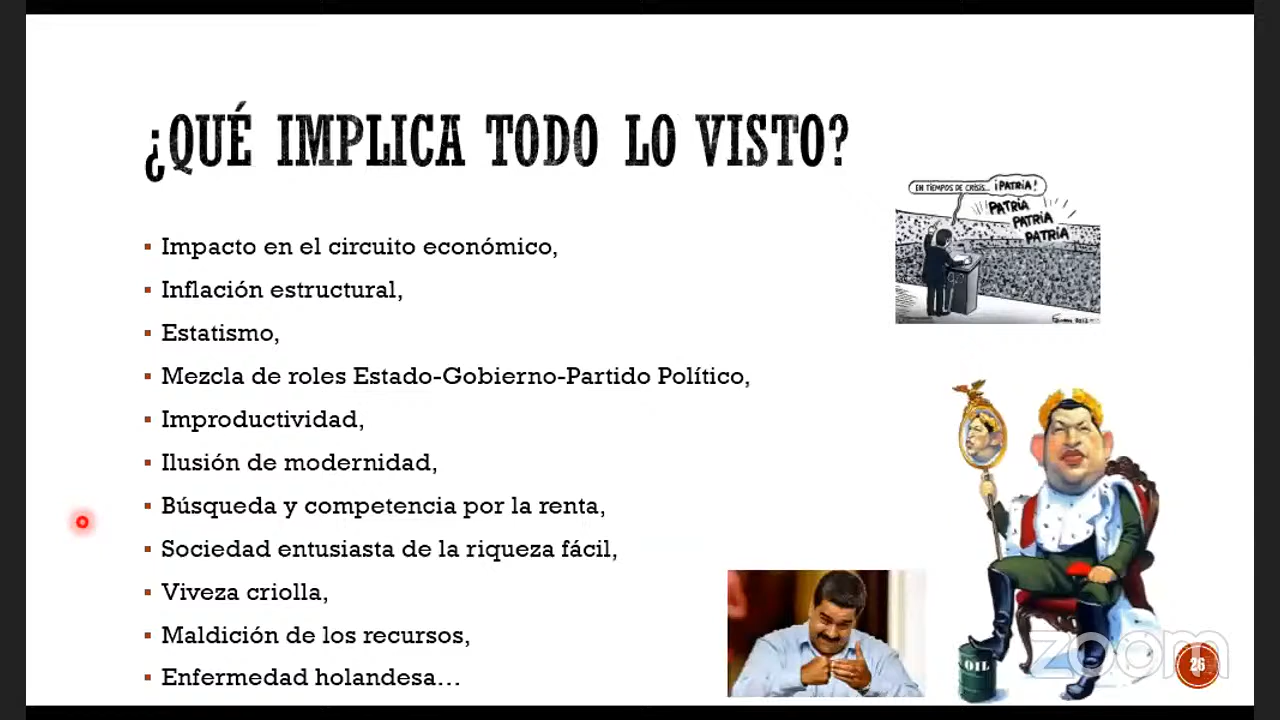 ¿QUÉ IMPLICA TODO LO VISTO?
EN TIEMPOS DE CRISIS... ¡PATRIA!
PATRIA
PATRIA
PATRIA
Impacto en el circuito económico,
Inflación estructural,
Estatismo,
Mezcla de roles Estado-Gobierno-Partido Político,
Improductividad,
Ilusión de modernidad,
Búsqueda y competencia por la renta,
Sociedad entusiasta de la riqueza fácil,
Viveza criolla,
Maldición de los recursos,
Enfermedad holandesa...
OIL
zoom
26